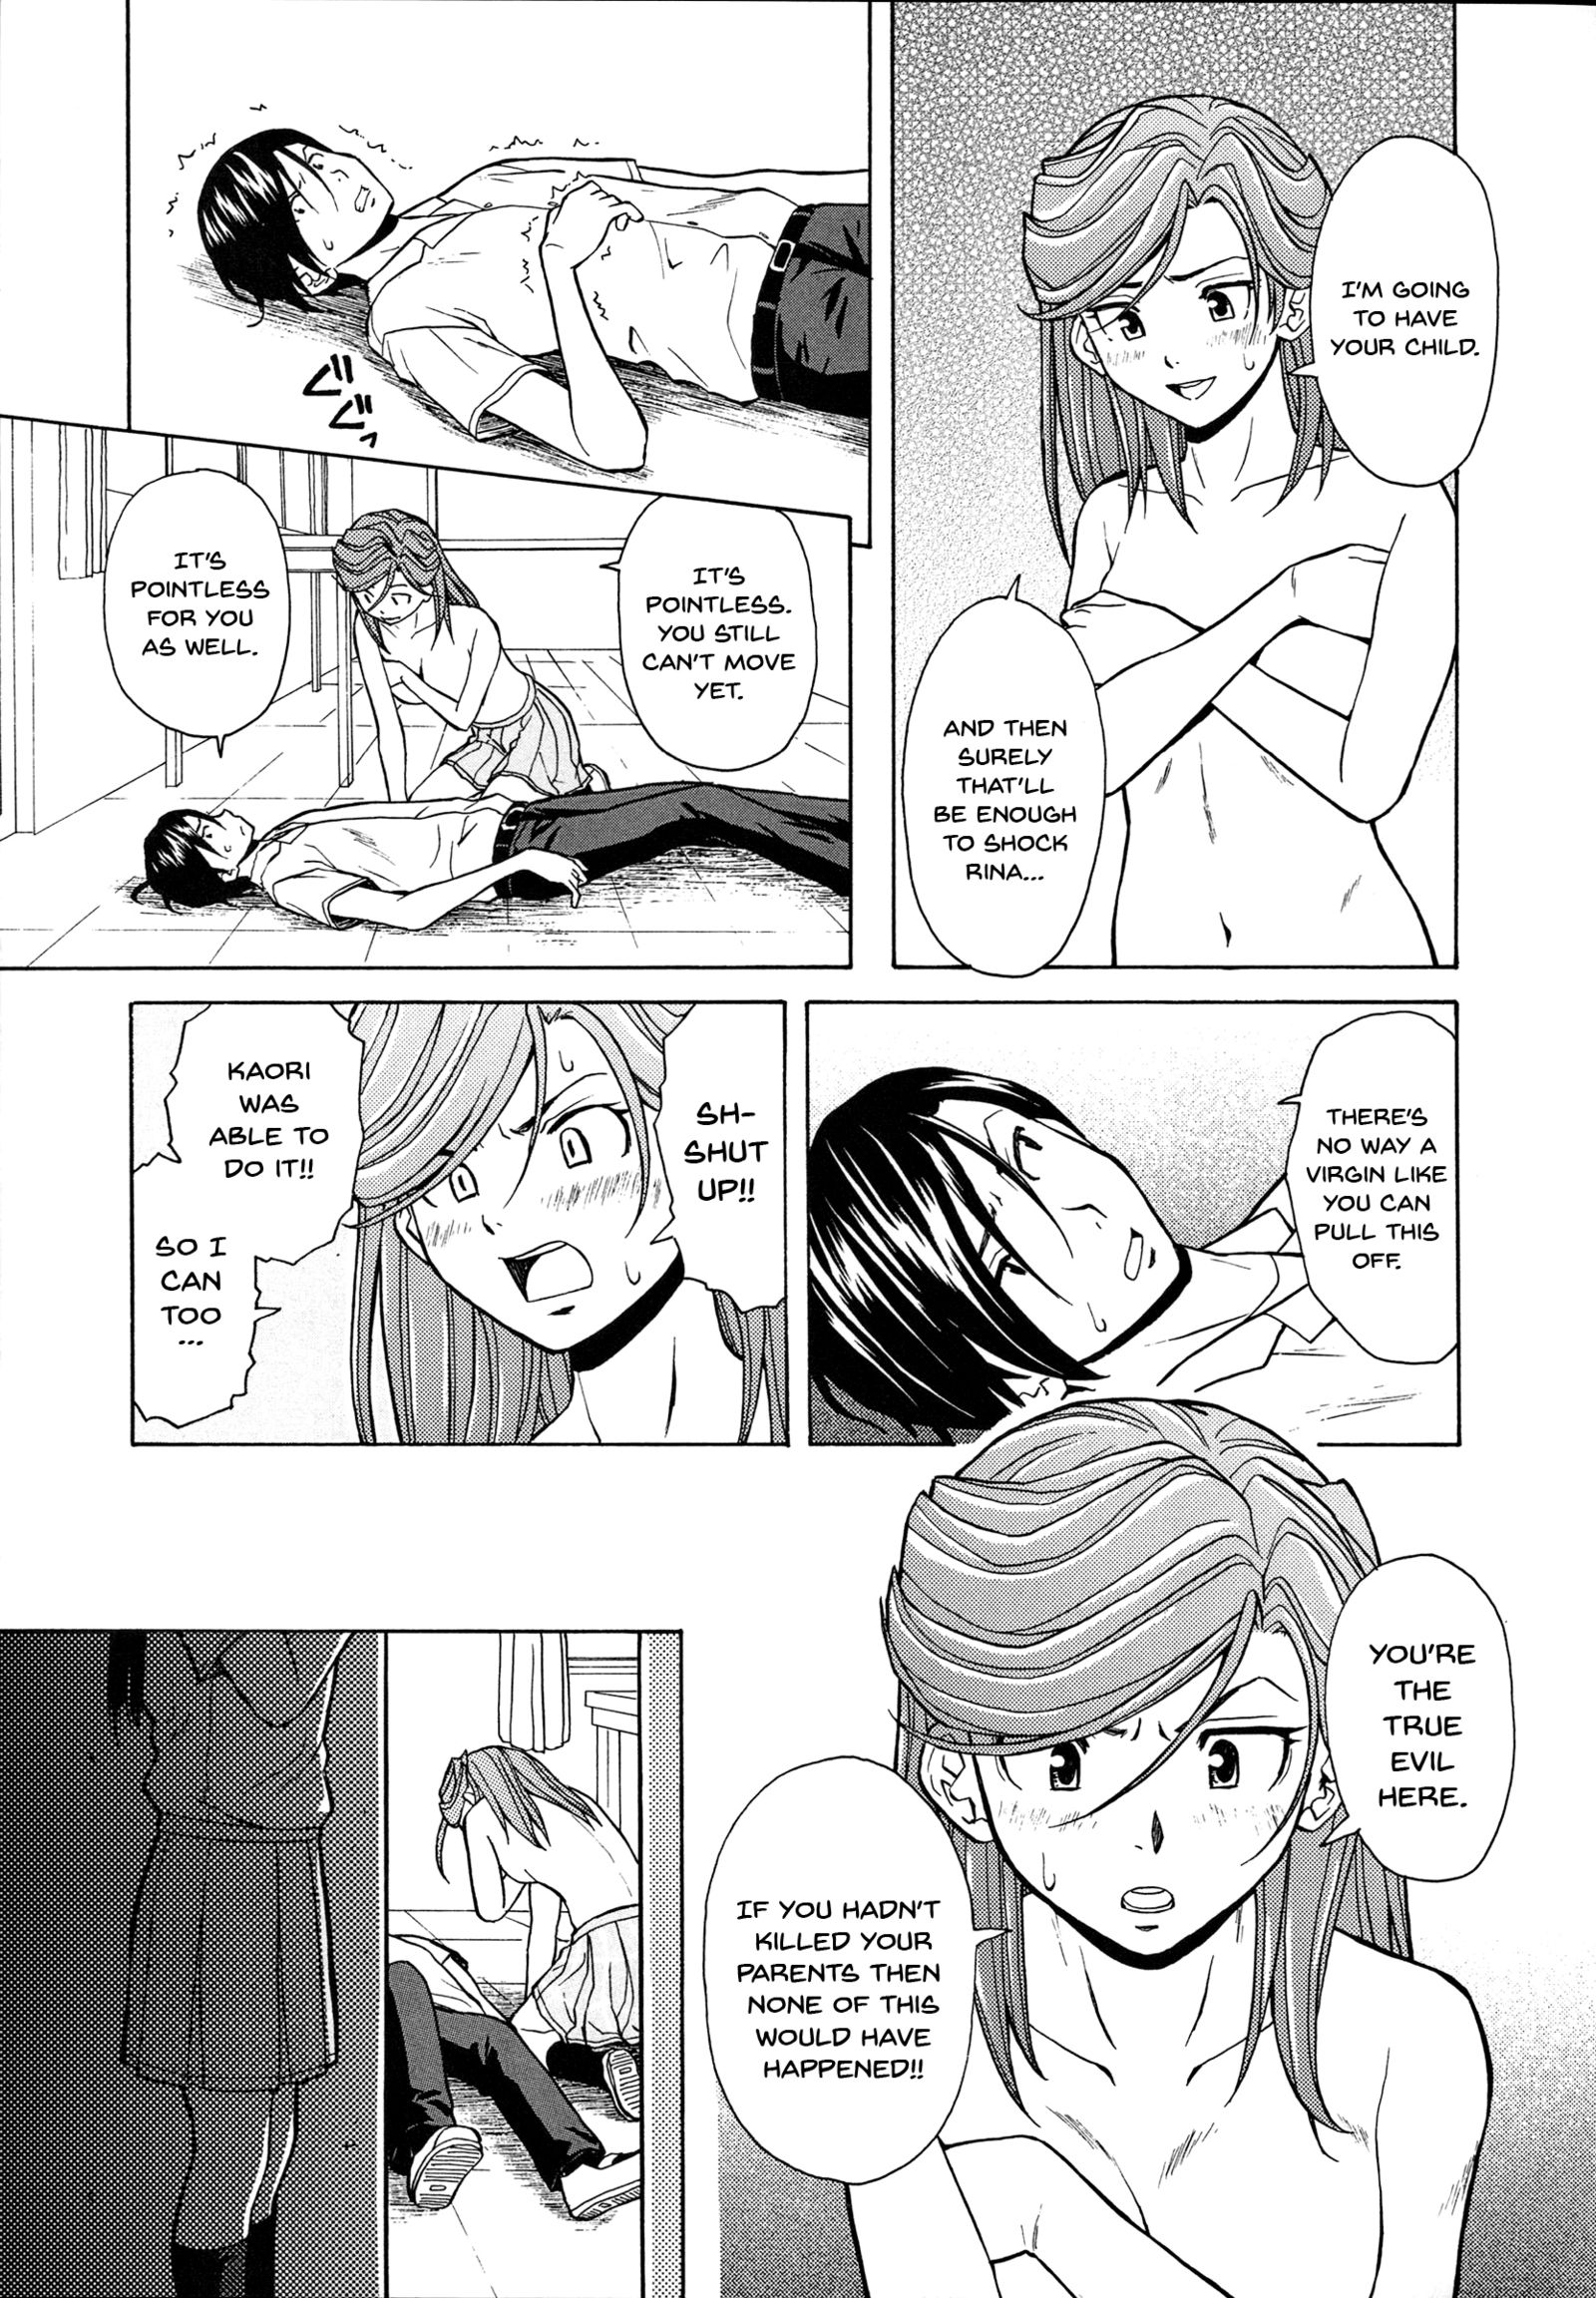 I'M GOING
TO HAVE
YOUR CHILD.
AND THEN
SURELY
THAT'LL
BE ENOUGH
TO SHOCK
RINA...
グ
グッ
IT'S
POINTLESS.
YOU STILL
CAN'T MOVE
YET.
IT'S
POINTLESS
FOR YOU
AS WELL.
THERE'S
NO WAY A
VIRGIN LIKE
YOU CAN
PULL THIS
OFF.
SH-
SHUT
UP!!
KAORI
WAS
ABLE TO
DO IT!!
SO I
CAN
TOO
...
YOU'RE
THE
TRUE
EVIL
HERE.
IF YOU HADN'T
KILLED YOUR
PARENTS THEN
NONE OF THIS
WOULD HAVE
HAPPENED!!